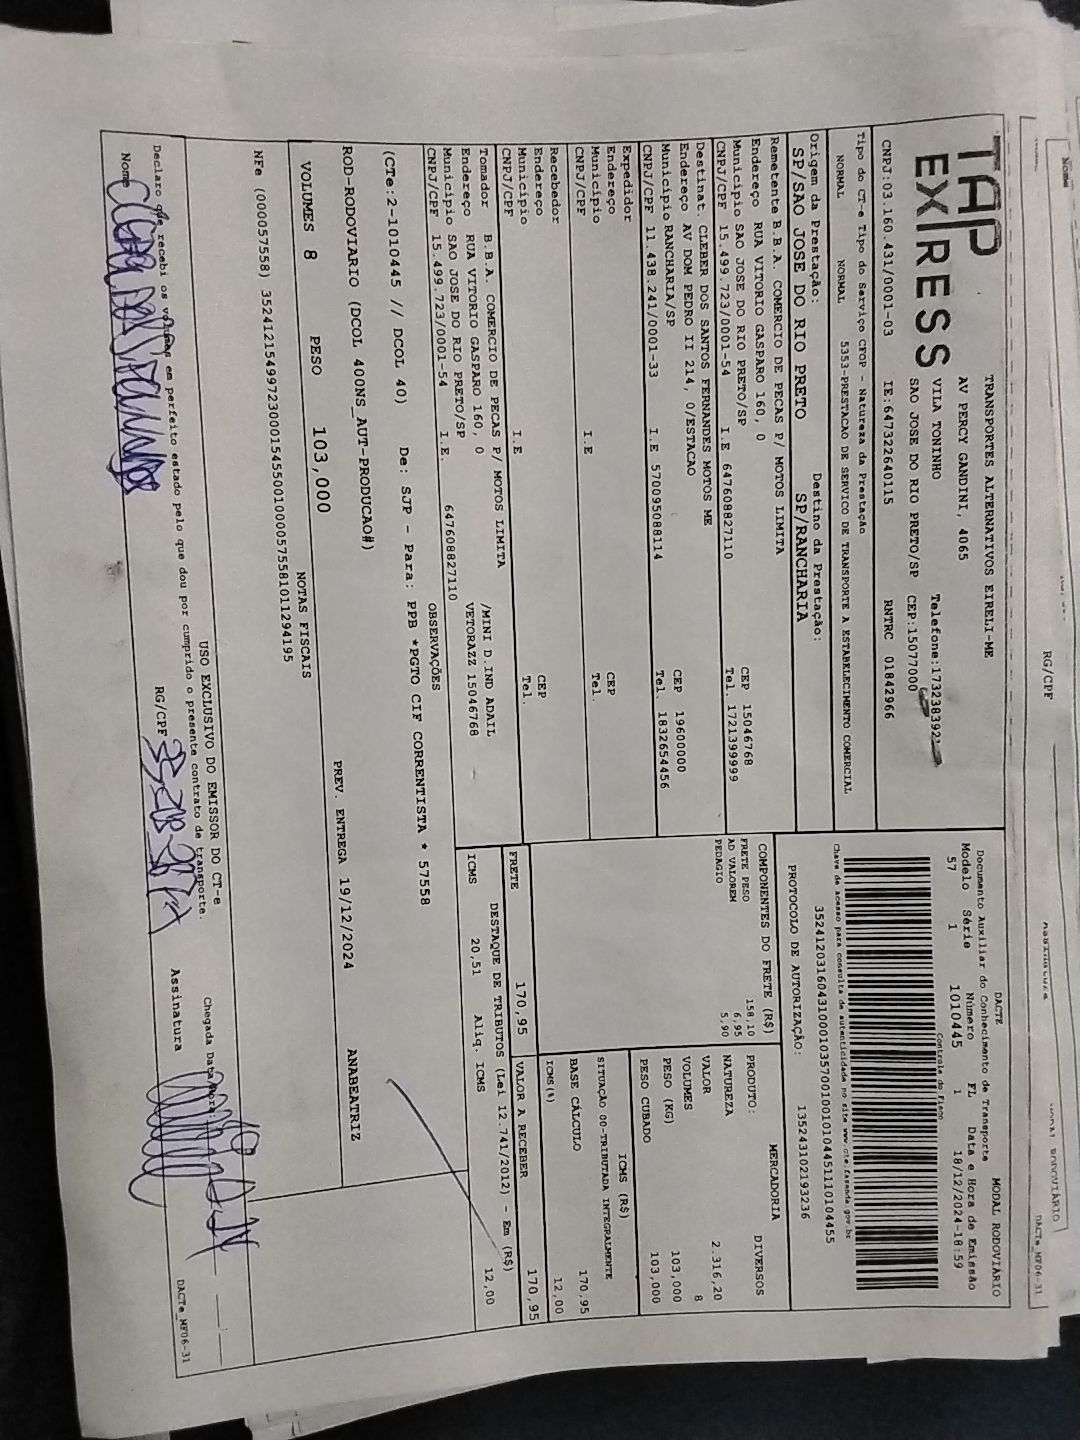 TAP
EXPRESS
TRANSPORTES ALTERNATIVOS EIRELI-ME
AV PERCY GANDINI, 4065
VILA TONINHO
SAO JOSE DO RIO PRETO/SP CEP:15077000
Telefone:1732383921
CNPJ:03.160.431/0001-03 IE:647322640115 RNTRC 01842966
Tipo do CT-e Tipo do Serviço CFOP - Natureza da Prestação
NORMAL NORMAL 5353-PRESTACAO DE SERVICO DE TRANSPORTE A ESTABELECIMENTO COMERCIAL
Origem da Prestação: Destino da Prestação:
SP/SAO JOSE DO RIO PRETO SP/RANCHARIA
Remetente B.B.A. COMERCIO DE PECAS P/ MOTOS LIMITA
Endereço RUA VITORIO GASPARO 160, 0 CEP 15046768
Município SAO JOSE DO RIO PRETO/SP Tel. 1721399999
CNPJ/CPF 15.499.723/0001-54 I.E 647608827110
Destinat. CLEBER DOS SANTOS FERNANDES MOTOS ME
Endereço AV DOM PEDRO II 214, 0/ESTACAO CEP 19600000
Município RANCHARIA/SP Tel. 1832654456
CNPJ/CPF 11.438.241/0001-33 I.E 570095088114
Expedidor
Endereço CEP
Município Tel.
CNPJ/CPF I.E
Recebedor
Endereço CEP
Município Tel.
CNPJ/CPF I.E
Tomador B.B.A. COMERCIO DE PECAS P/ MOTOS LIMITA
Endereço RUA VITORIO GASPARO 160, 0 /MINI D.IND ADAIL
Município SAO JOSE DO RIO PRETO/SP VETORAZZ 15046768
CNPJ/CPF 15.499.723/0001-54 I.E. 647608827110
DACTE MODAL RODOVIÁRIO
Documento Auxiliar do Conhecimento de Transporte
Modelo Série Número FL Data e Hora de Emissão
57 1 1010445 1 18/12/2024-18:59
Controle do Fisco
Chave de acesso para consulta de autenticidade no site www.cte.fazenda.gov.br
35241203160431000103570010010104451110104455
PROTOCOLO DE AUTORIZAÇÃO: 135243102193236
COMPONENTES DO FRETE (R$)
FRETE PESO 158,10
AD VALOREM 6,95
PEDAGIO 5,90
MERCADORIA
PRODUTO: DIVERSOS
NATUREZA
VALOR 2.316,20
VOLUMES 8
PESO (KG) 103,000
PESO CUBADO 103,000
ICMS (R$)
SITUAÇÃO 00-TRIBUTADA INTEGRALMENTE
BASE CÁLCULO 170,95
ICMS(%) 12,00
FRETE 170,95 VALOR A RECEBER 170,95
DESTAQUE DE TRIBUTOS (Lei 12.741/2012) - Em (R$)
ICMS 20,51 Aliq. ICMS 12,00
OBSERVAÇÕES
(CTe:2-1010445 // DCOL 40) De: SJP - Para: PPB *PGTO CIF CORRENTISTA * 57558
ROD-RODOVIARIO (DCOL 400NS_AUT-PRODUCAO#)
PREV. ENTREGA 19/12/2024 ANABEATRIZ
VOLUMES 8 PESO 103,000
NOTAS FISCAIS
NFe (000057558) 35241215499723000154550010000575581011294195
USO EXCLUSIVO DO EMISSOR DO CT-e
Declaro que recebi os volumes em perfeito estado pelo que dou por cumprido o presente contrato de transporte.
Chegada Data/Hora:
Nome RG/CPF Assinatura
DACTe_MF06-31
Nome
RG/CPF
MODAL RODOVIÁRIO
DACTe_MF06-31